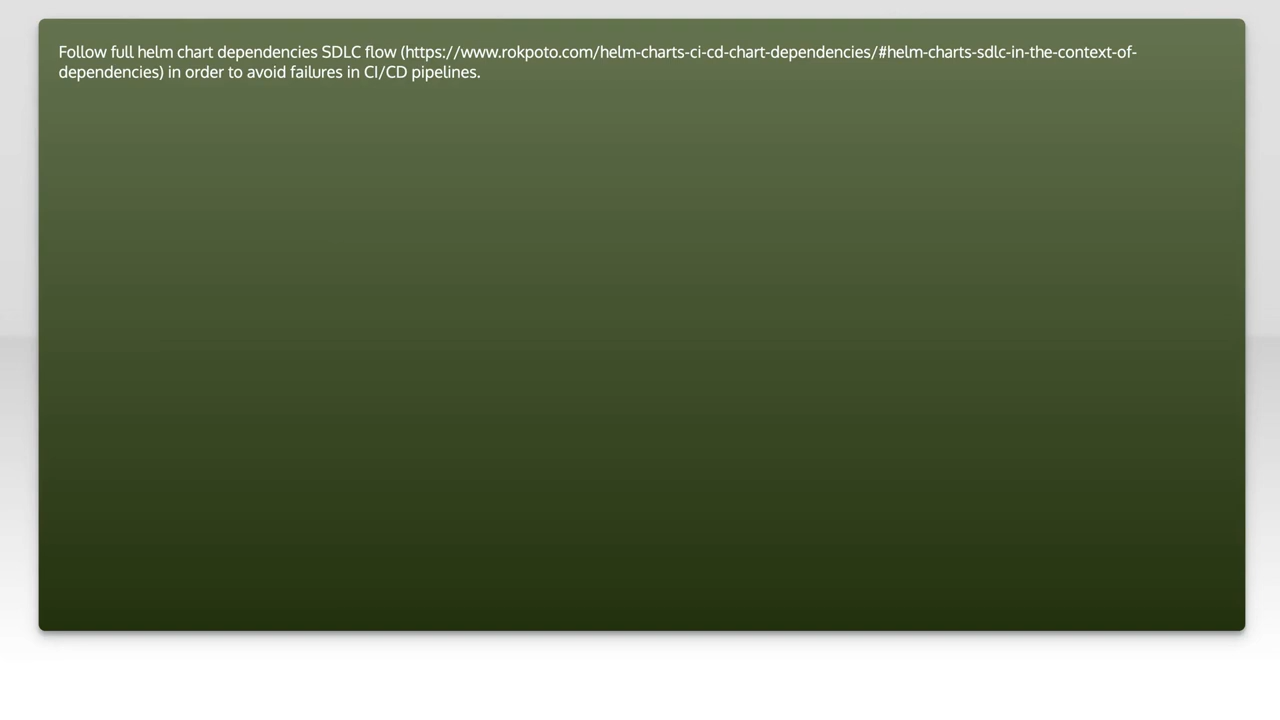 Follow full helm chart dependencies SDLC flow (https://www.rokpoto.com/helm-charts-ci-cd-chart-dependencies/#helm-charts-sdlc-in-the-context-of-
dependencies) in order to avoid failures in CI/CD pipelines.